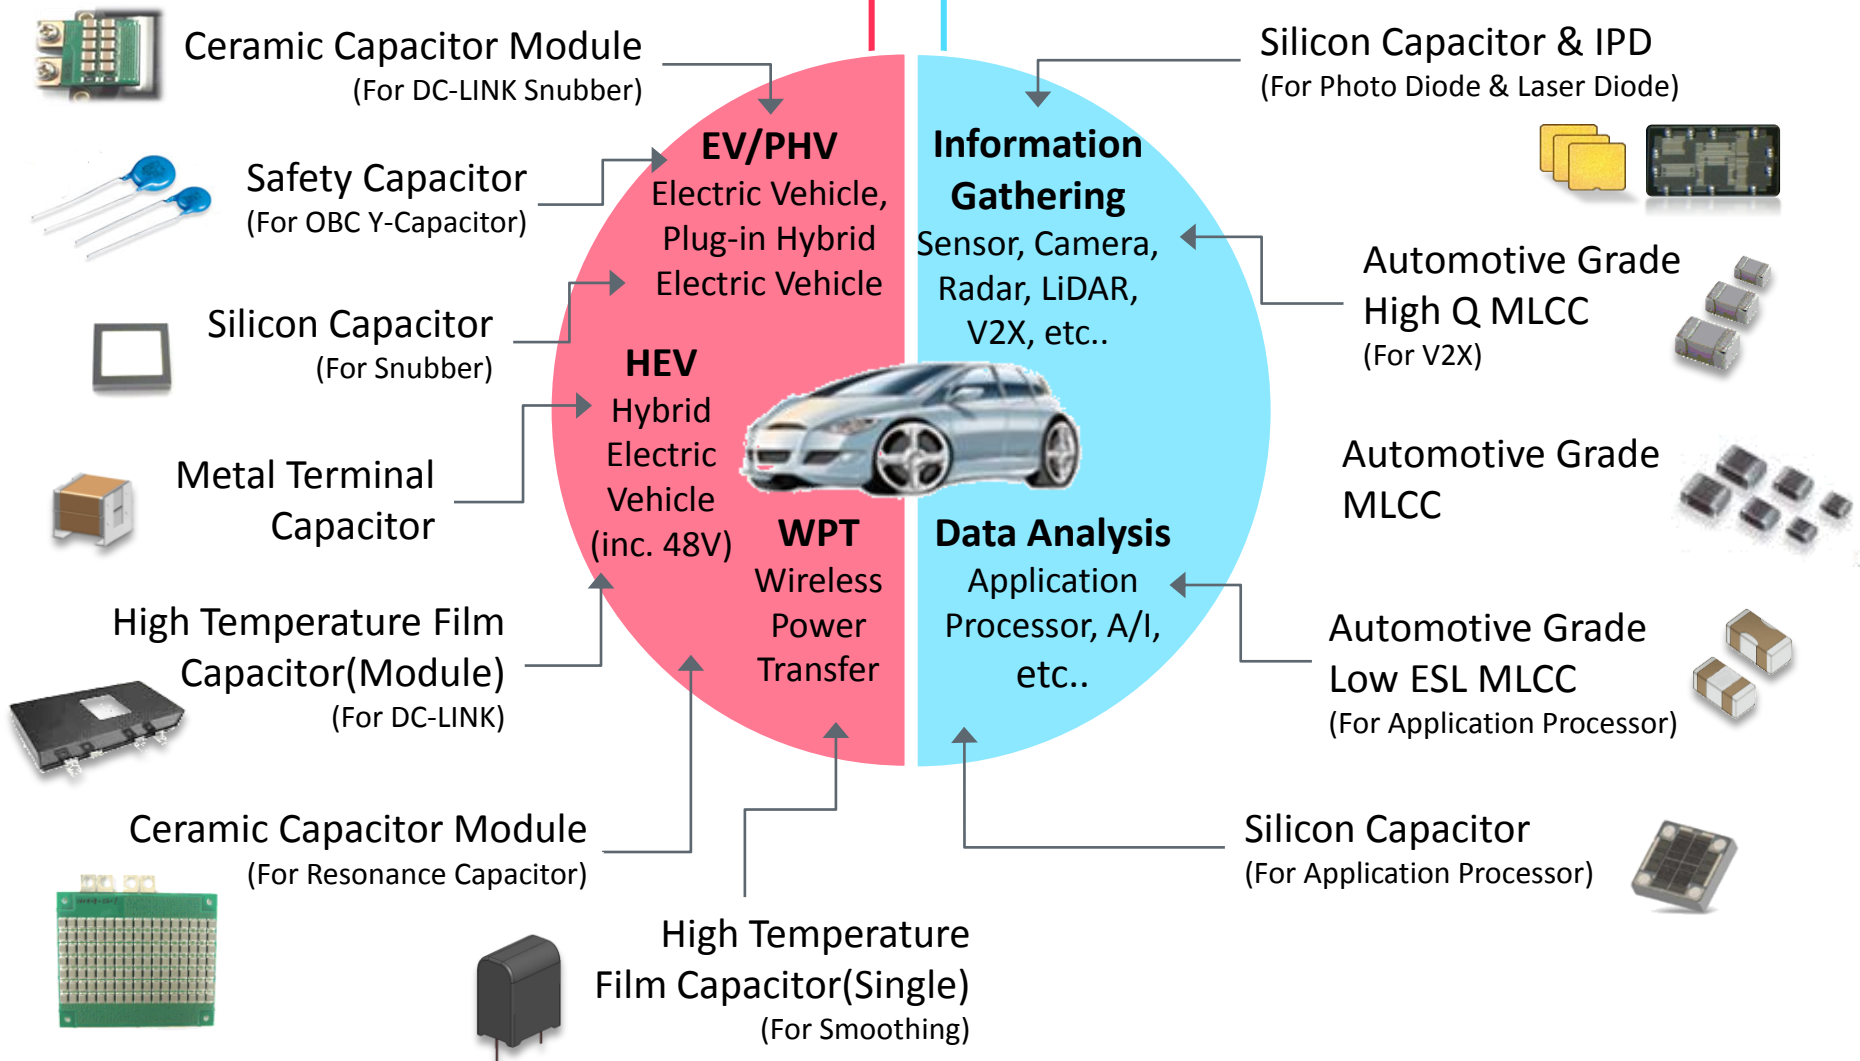 Ceramic Capacitor Module
(For DC-LINK Snubber)
Safety Capacitor
(For OBC Y-Capacitor)
Silicon Capacitor
(For Snubber)
Metal Terminal
Capacitor
High Temperature Film
Capacitor(Module)
(For DC-LINK)
Ceramic Capacitor Module
(For Resonance Capacitor)
High Temperature
Film Capacitor(Single)
(For Smoothing)
EV/PHV
Electric Vehicle,
Plug-in Hybrid
Electric Vehicle
HEV
Hybrid
Electric
Vehicle
(inc. 48V)
WPT
Wireless
Power
Transfer
Information
Gathering
Sensor, Camera,
Radar, LiDAR,
V2X, etc..
Data Analysis
Application
Processor, A/I,
etc..
Silicon Capacitor & IPD
(For Photo Diode & Laser Diode)
Automotive Grade
High Q MLCC
(For V2X)
Automotive Grade
MLCC
Automotive Grade
Low ESL MLCC
(For Application Processor)
Silicon Capacitor
(For Application Processor)